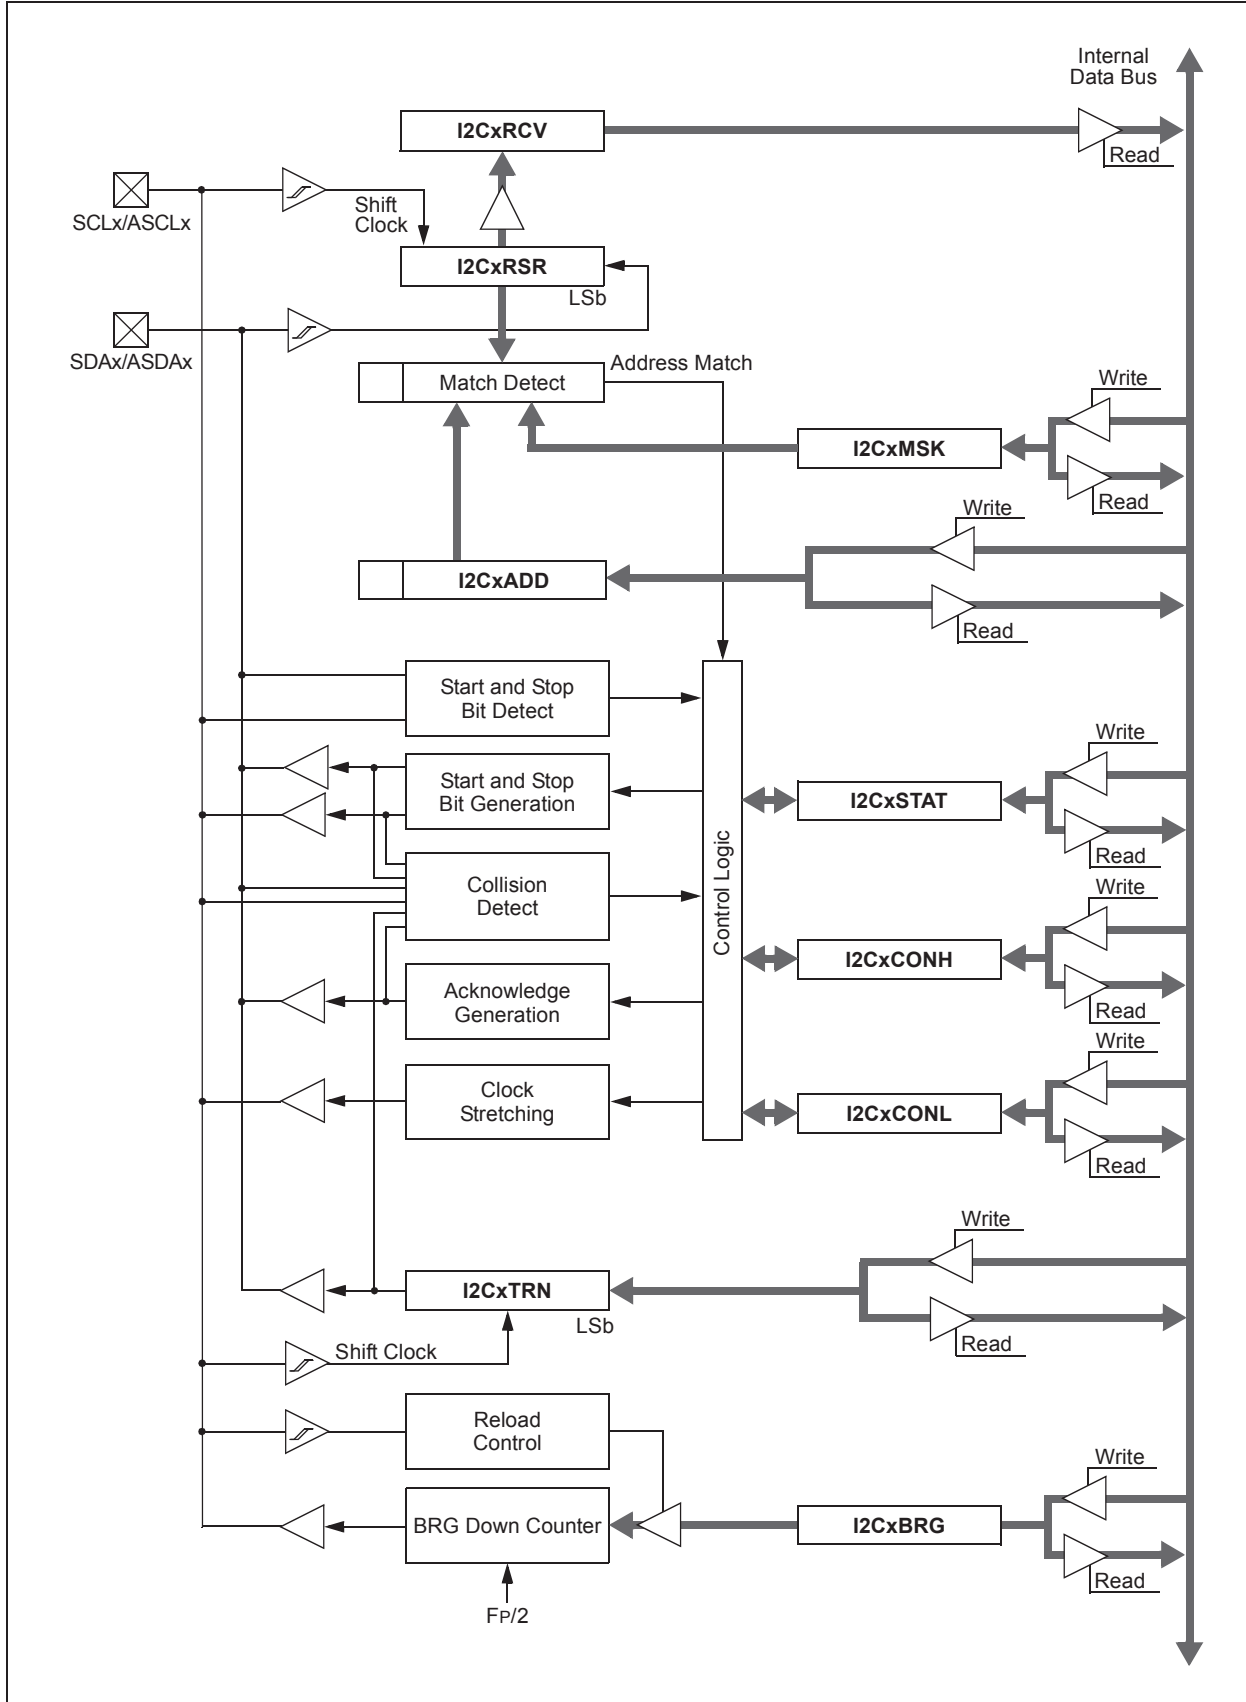 Internal
Data Bus
I2CxRCV
Read
SCLx/ASCLx
Shift
Clock
I2CxRSR
LSb
SDAx/ASDAx
Address Match
Match Detect
Write
I2CxMSK
Read
Write
I2CxADD
Read
Start and Stop
Bit Detect
Write
Start and Stop
Bit Generation
I2CxSTAT
Read
Control Logic
Collision
Detect
Write
I2CxCONH
Read
Acknowledge
Generation
Write
Clock
Stretching
I2CxCONL
Read
Write
I2CxTRN
LSb
Read
Shift Clock
Reload
Control
Write
BRG Down Counter
I2CxBRG
Read
FP/2